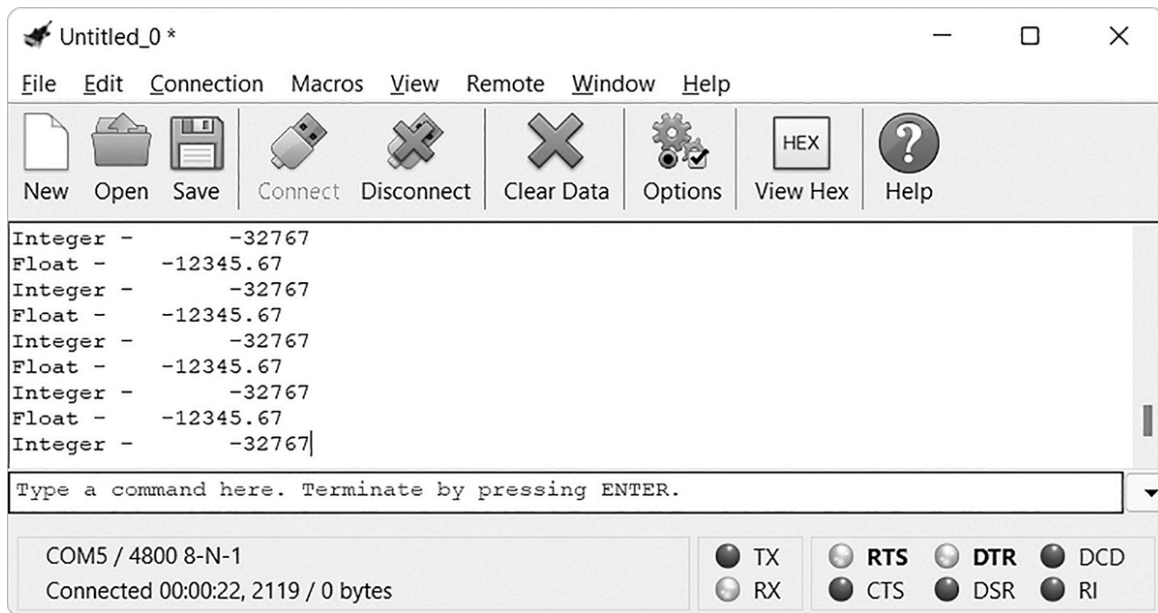 Untitled_0 *
File Edit Connection Macros View Remote Window Help
New Open Save Connect Disconnect Clear Data Options HEX View Hex ? Help
Integer -       -32767
Float -    -12345.67
Integer -       -32767
Float -    -12345.67
Integer -       -32767
Float -    -12345.67
Integer -       -32767
Float -    -12345.67
Integer -       -32767
Type a command here. Terminate by pressing ENTER.
COM5 / 4800 8-N-1
Connected 00:00:22, 2119 / 0 bytes
TX RTS DTR DCD
RX CTS DSR RI